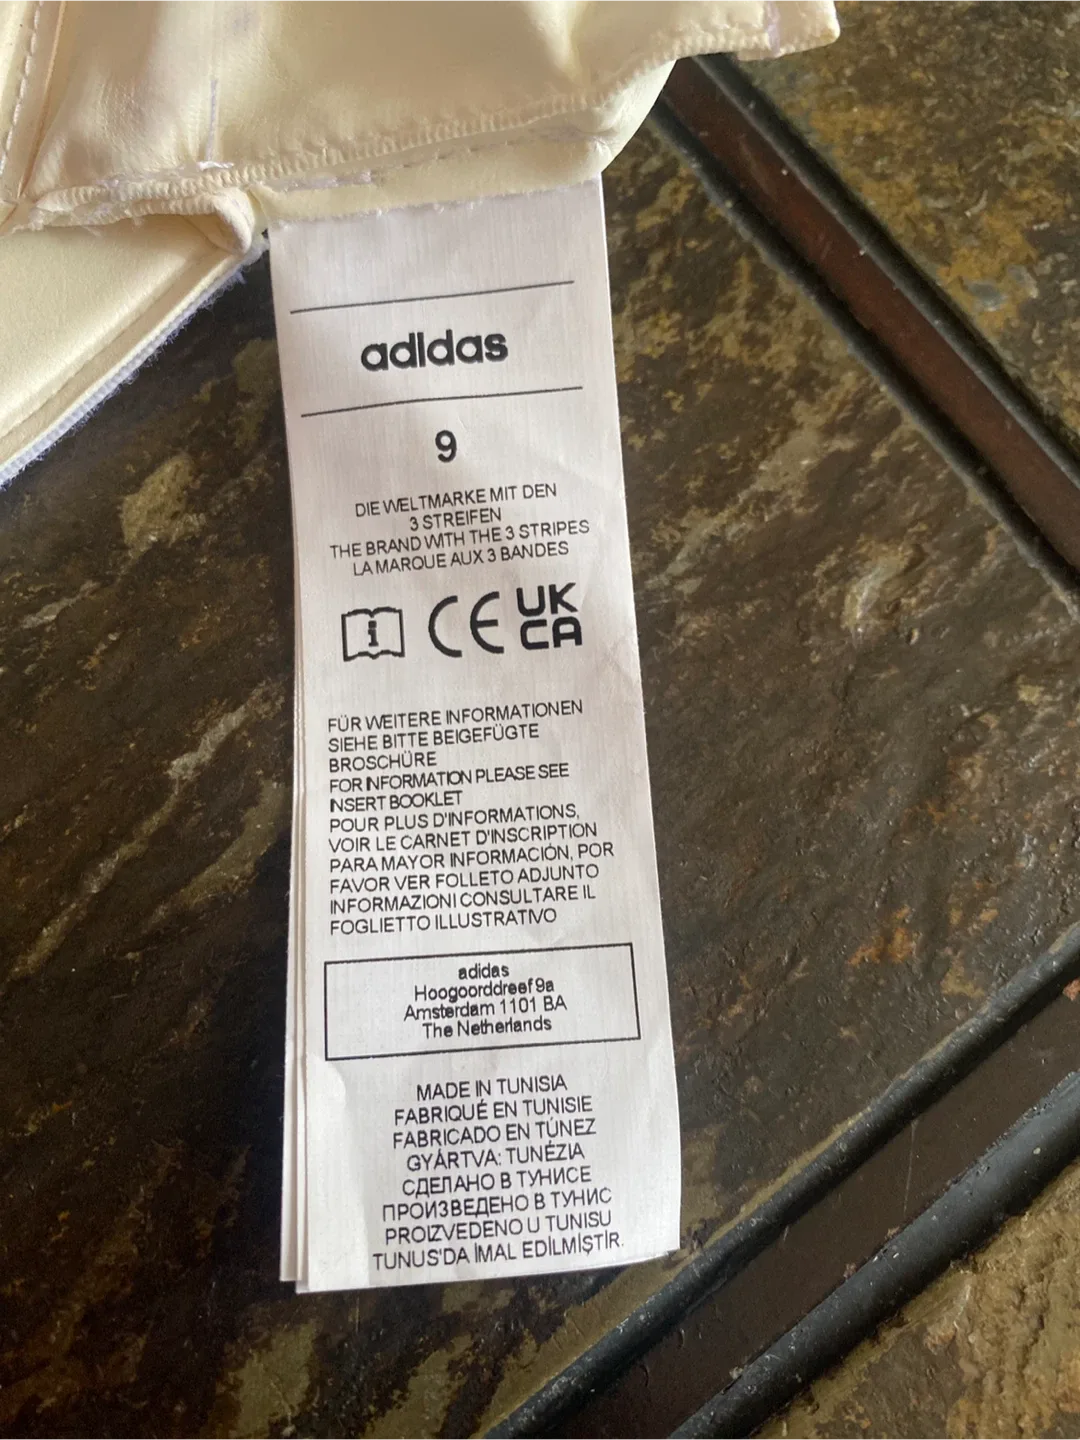 adidas
9
DIE WELTMARKE MIT DEN
3 STREIFEN
THE BRAND WITH THE 3 STRIPES
LA MARQUE AUX 3 BANDES
i CE UK
CA
FÜR WEITERE INFORMATIONEN
SIEHE BITTE BEIGEFÜGTE
BROSCHÜRE
FOR INFORMATION PLEASE SEE
INSERT BOOKLET
POUR PLUS D'INFORMATIONS,
VOIR LE CARNET D'INSCRIPTION
PARA MAYOR INFORMACIÓN, POR
FAVOR VER FOLLETO ADJUNTO
INFORMAZIONI CONSULTARE IL
FOGLIETTO ILLUSTRATIVO
adidas
Hoogoorddreef 9a
Amsterdam 1101 BA
The Netherlands
MADE IN TUNISIA
FABRIQUÉ EN TUNISIE
FABRICADO EN TÚNEZ
GYÁRTVA: TUNÉZIA
СДЕЛАНО В ТУНИСЕ
ПРОИЗВЕДЕНО В ТУНИС
PROIZVEDENO U TUNISU
TUNUS'DA İMAL EDİLMİŞTİR.